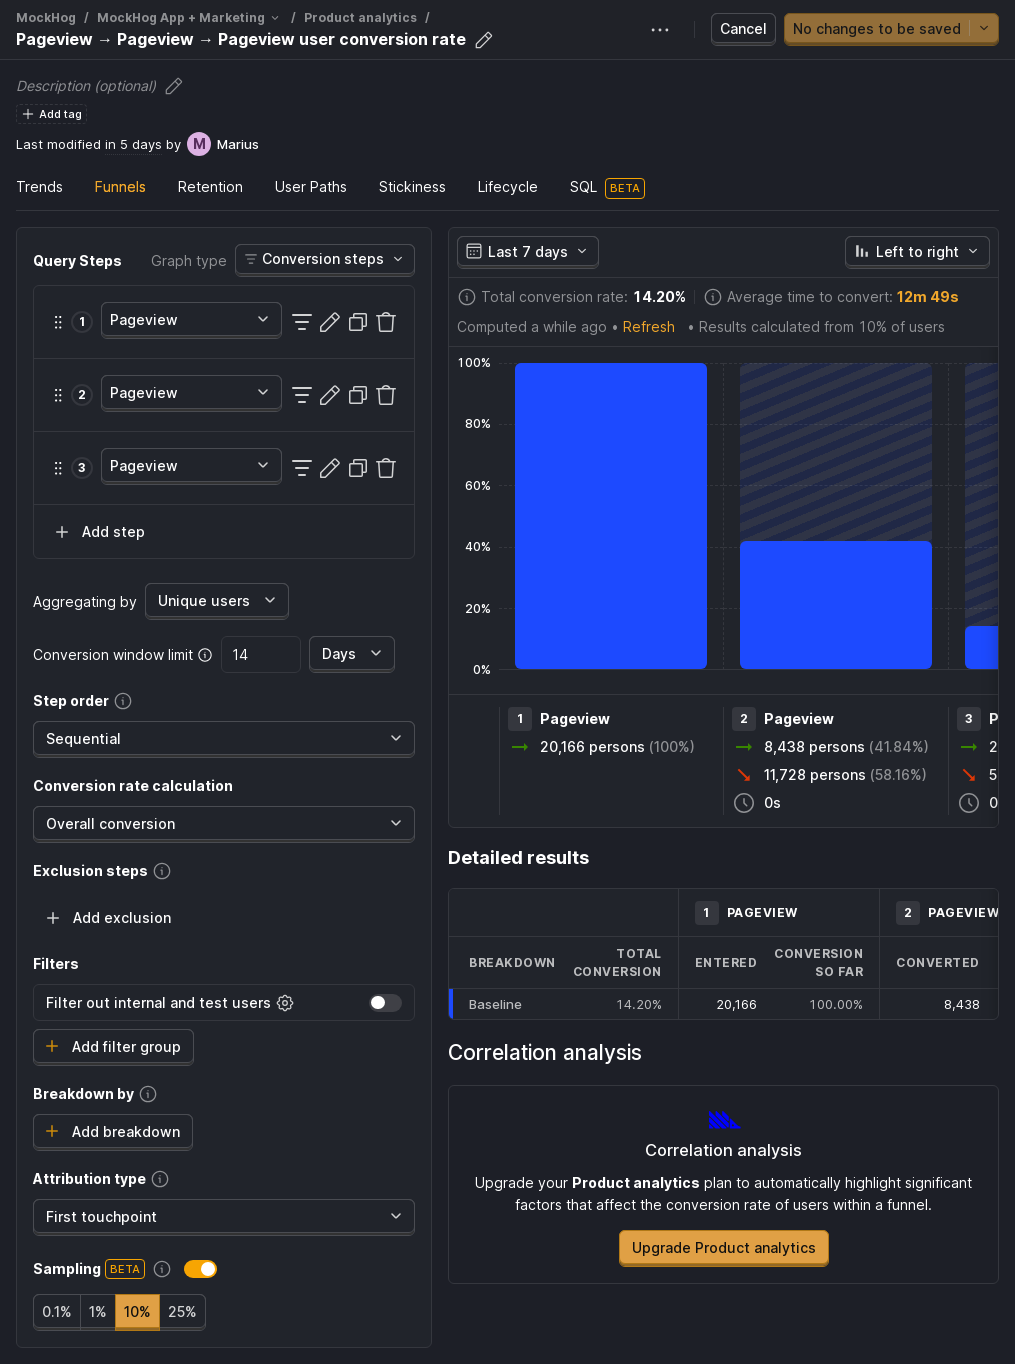 MockHog / MockHog App + Marketing / Product analytics /
Pageview → Pageview → Pageview user conversion rate
Cancel
No changes to be saved
Description (optional)
Add tag
Last modified in 5 days by M Marius
Trends Funnels Retention User Paths Stickiness Lifecycle SQL BETA
Query Steps
Graph type
Conversion steps
1 Pageview
2 Pageview
3 Pageview
Add step
Aggregating by Unique users
Conversion window limit 14 Days
Step order
Sequential
Conversion rate calculation
Overall conversion
Exclusion steps
Add exclusion
Filters
Filter out internal and test users
Add filter group
Breakdown by
Add breakdown
Attribution type
First touchpoint
Sampling BETA
0.1% 1% 10% 25%
Last 7 days
Left to right
Total conversion rate: 14.20% Average time to convert: 12m 49s
Computed a while ago • Refresh • Results calculated from 10% of users
100%
80%
60%
40%
20%
0%
1 Pageview
20,166 persons (100%)
2 Pageview
8,438 persons (41.84%)
11,728 persons (58.16%)
0s
3 P
2
5
0
Detailed results
1 PAGEVIEW 2 PAGEVIEW
BREAKDOWN TOTAL CONVERSION ENTERED CONVERSION SO FAR CONVERTED
Baseline 14.20% 20,166 100.00% 8,438
Correlation analysis
Correlation analysis
Upgrade your Product analytics plan to automatically highlight significant
factors that affect the conversion rate of users within a funnel.
Upgrade Product analytics